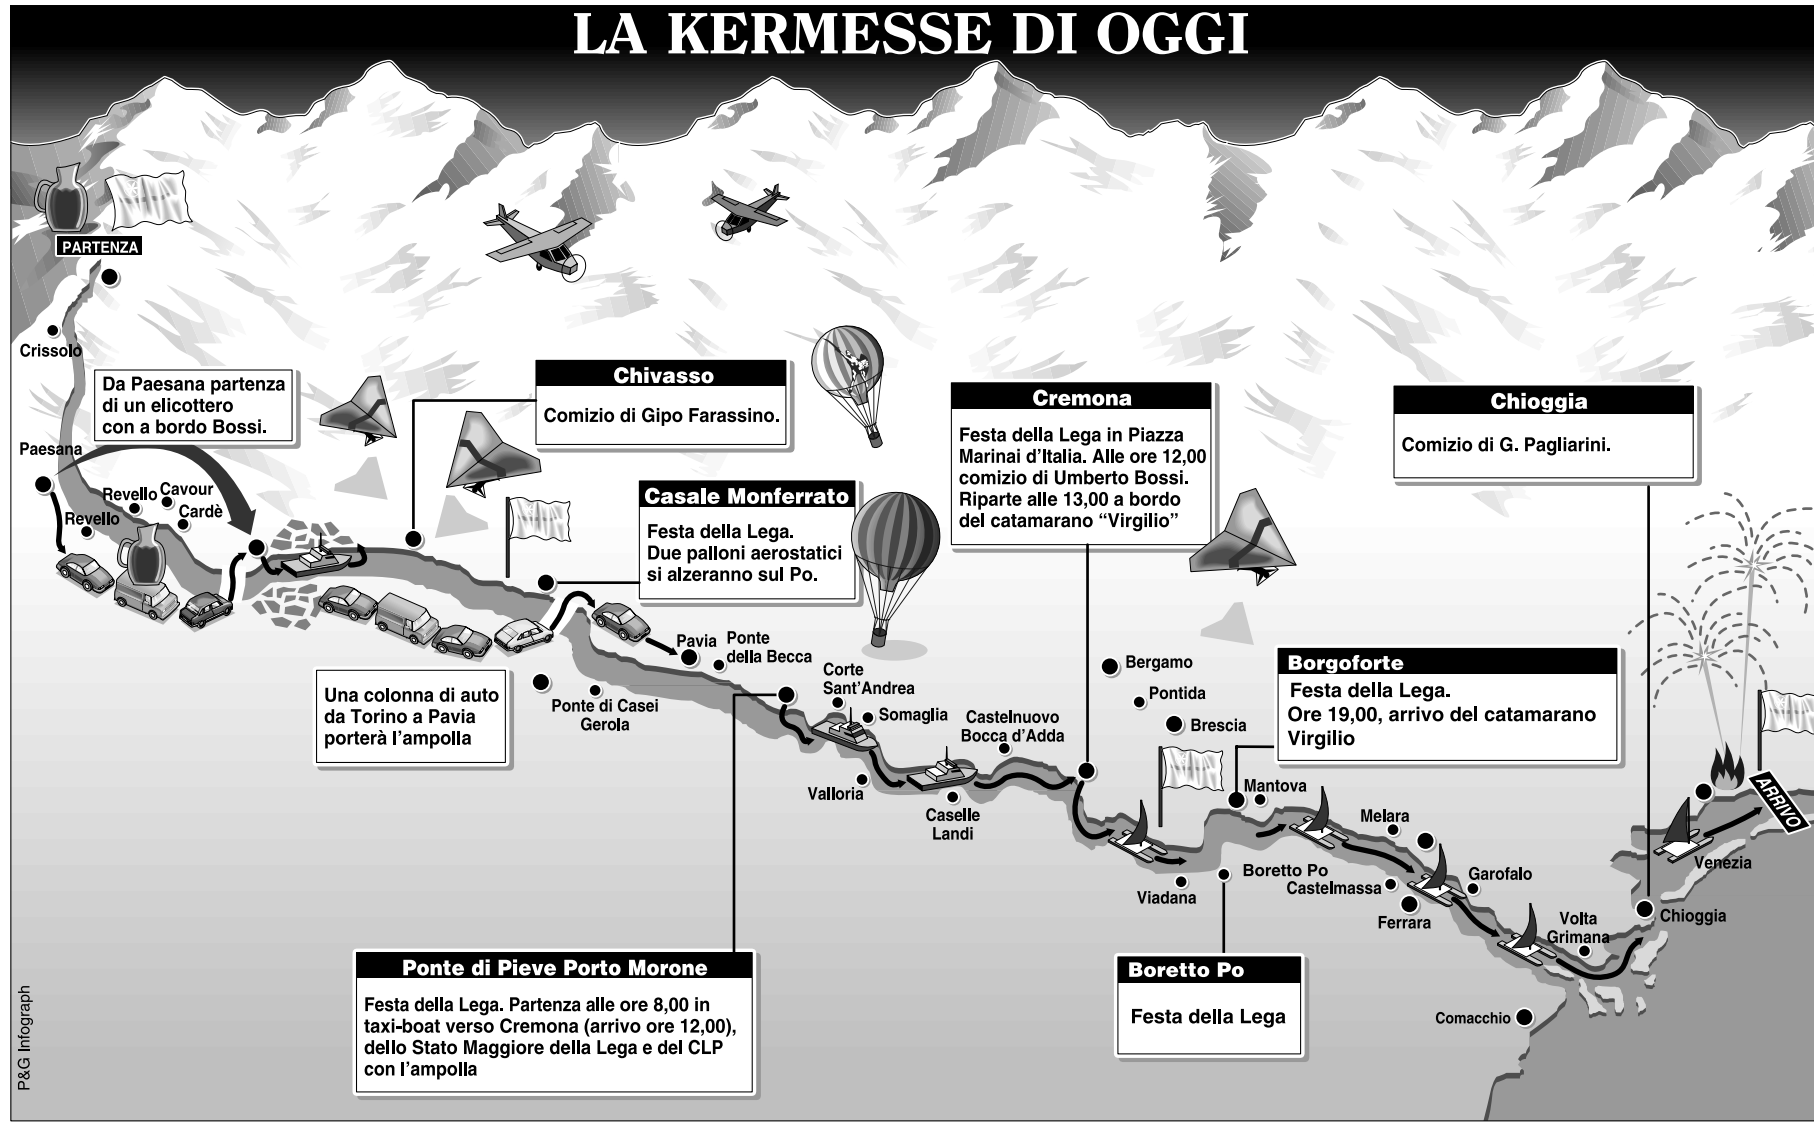 LA KERMESSE DI OGGI
PARTENZA
Crissolo
Da Paesana partenza
di un elicottero
con a bordo Bossi.
Paesana
Revello
Cavour
Cardè
Revello
Chivasso
Comizio di Gipo Farassino.
Casale Monferrato
Festa della Lega.
Due palloni aerostatici
si alzeranno sul Po.
Cremona
Festa della Lega in Piazza
Marinai d'Italia. Alle ore 12,00
comizio di Umberto Bossi.
Riparte alle 13,00 a bordo
del catamarano “Virgilio”
Chioggia
Comizio di G. Pagliarini.
Una colonna di auto
da Torino a Pavia
porterà l'ampolla
Pavia
Ponte
della Becca
Ponte di Casei
Gerola
Corte
Sant'Andrea
Somaglia
Valloria
Castelnuovo
Bocca d'Adda
Caselle
Landi
Bergamo
Pontida
Brescia
Borgoforte
Festa della Lega.
Ore 19,00, arrivo del catamarano
Virgilio
Mantova
Viadana
Boretto Po
Melara
Castelmassa
Ferrara
Garofalo
Volta
Grimana
Chioggia
Venezia
ARRIVO
Comacchio
Ponte di Pieve Porto Morone
Festa della Lega. Partenza alle ore 8,00 in
taxi-boat verso Cremona (arrivo ore 12,00),
dello Stato Maggiore della Lega e del CLP
con l'ampolla
Boretto Po
Festa della Lega
P&G Infograph